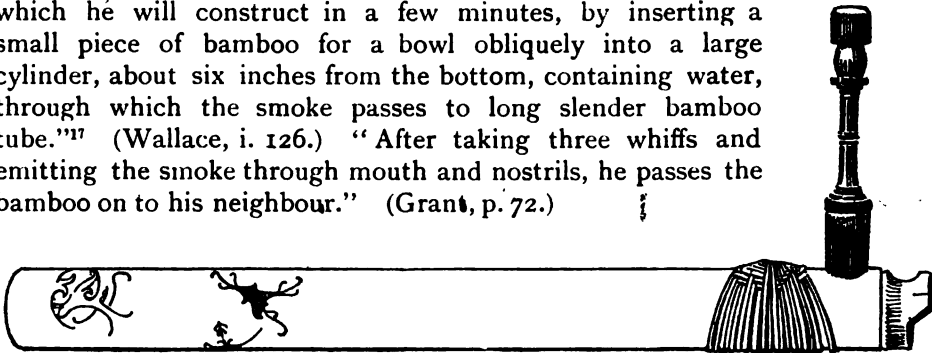 which he will construct in a few minutes, by inserting a
small piece of bamboo for a bowl obliquely into a large
cylinder, about six inches from the bottom, containing water,
through which the smoke passes to long slender bamboo
tube."17 (Wallace, i. 126.) "After taking three whiffs and
emitting the smoke through mouth and nostrils, he passes the
bamboo on to his neighbour." (Grant, p. 72.)